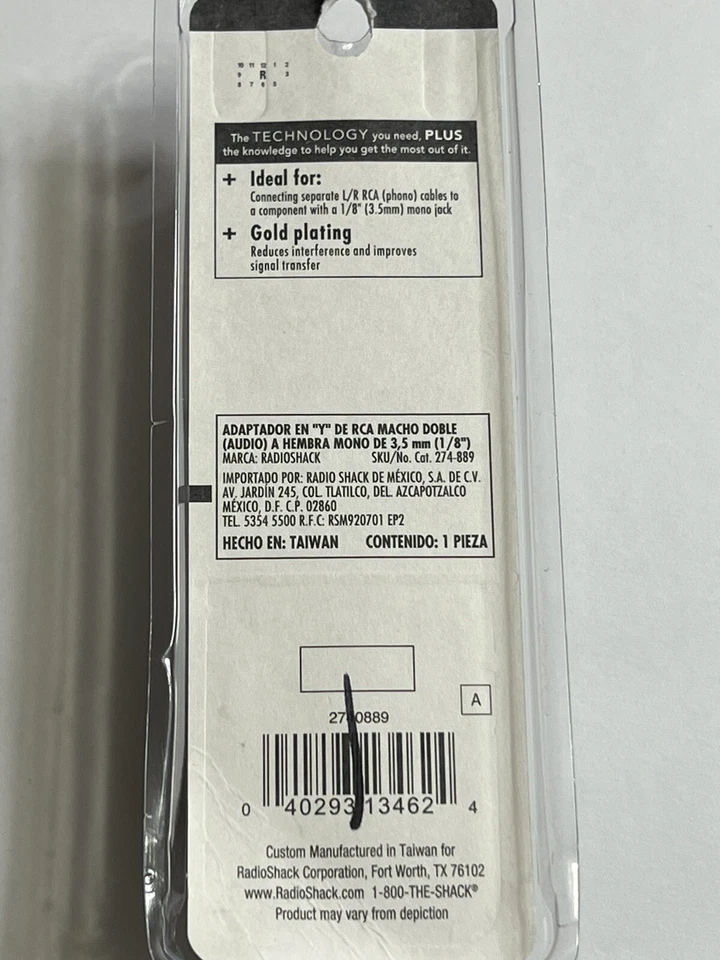 10 11 12 1 2
9 R 3
8 7 6 5
The TECHNOLOGY you need, PLUS
the knowledge to help you get the most out of it.
+ Ideal for:
Connecting separate L/R RCA (phono) cables to
a component with a 1/8" (3.5mm) mono jack
+ Gold plating
Reduces interference and improves
signal transfer
ADAPTADOR EN "Y" DE RCA MACHO DOBLE
(AUDIO) A HEMBRA MONO DE 3,5 mm (1/8")
MARCA: RADIOSHACK SKU/No. Cat. 274-889
IMPORTADO POR: RADIO SHACK DE MÉXICO, S.A. DE C.V.
AV. JARDÍN 245, COL. TLATILCO, DEL. AZCAPOTZALCO
MÉXICO, D.F. C.P. 02860
TEL. 5354 5500 R.F.C: RSM920701 EP2
HECHO EN: TAIWAN CONTENIDO: 1 PIEZA
A
2740889
0 40293 13462 4
Custom Manufactured in Taiwan for
RadioShack Corporation, Fort Worth, TX 76102
www.RadioShack.com 1-800-THE-SHACK®
Product may vary from depiction